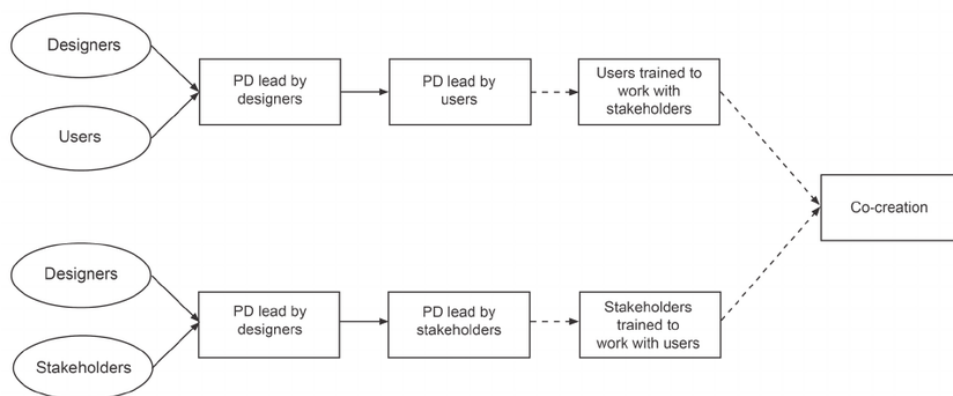 Designers
Users
PD lead by
designers
PD lead by
users
Users trained to
work with
stakeholders
Co-creation
Designers
Stakeholders
PD lead by
designers
PD lead by
stakeholders
Stakeholders
trained to
work with users